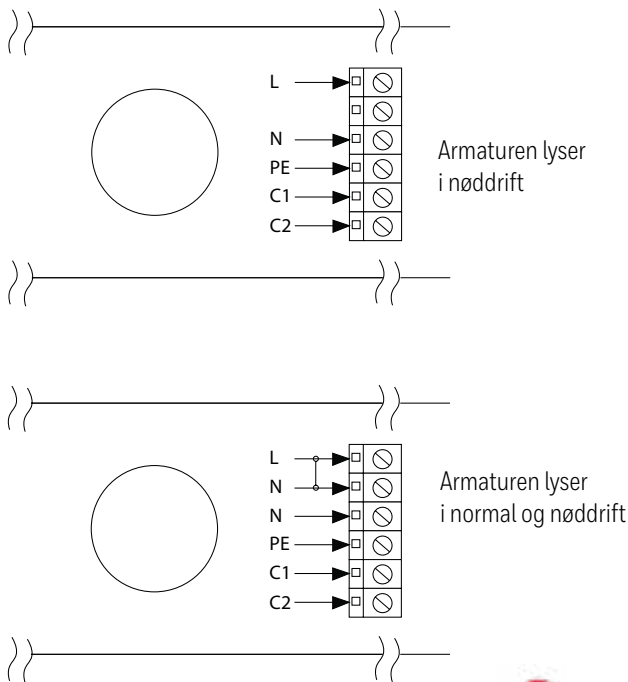 L
N
PE
C1
C2
Armaturen lyser
i nøddrift
L
N
N
PE
C1
C2
Armaturen lyser
i normal og nøddrift